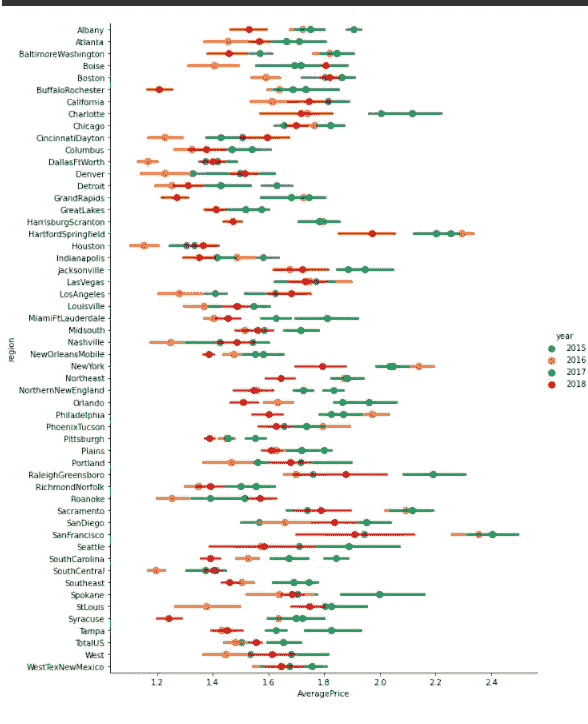 Albany
Atlanta
BaltimoreWashington
Boise
Boston
BuffaloRochester
California
Charlotte
Chicago
CincinnatiDayton
Columbus
DallasFtWorth
Denver
Detroit
GrandRapids
GreatLakes
HarrisburgScranton
HartfordSpringfield
Houston
Indianapolis
Jacksonville
LasVegas
LosAngeles
Louisville
MiamiFtLauderdale
Midsouth
Nashville
NewOrleansMobile
NewYork
Northeast
NorthernNewEngland
Orlando
Philadelphia
PhoenixTucson
Pittsburgh
Plains
Portland
RaleighGreensboro
RichmondNorfolk
Roanoke
Sacramento
SanDiego
SanFrancisco
Seattle
SouthCarolina
SouthCentral
Southeast
Spokane
StLouis
Syracuse
Tampa
TotalUS
West
WestTexNewMexico
region
1.2 1.4 1.6 1.8 2.0 2.2 2.4
AveragePrice
year
2015
2016
2017
2018